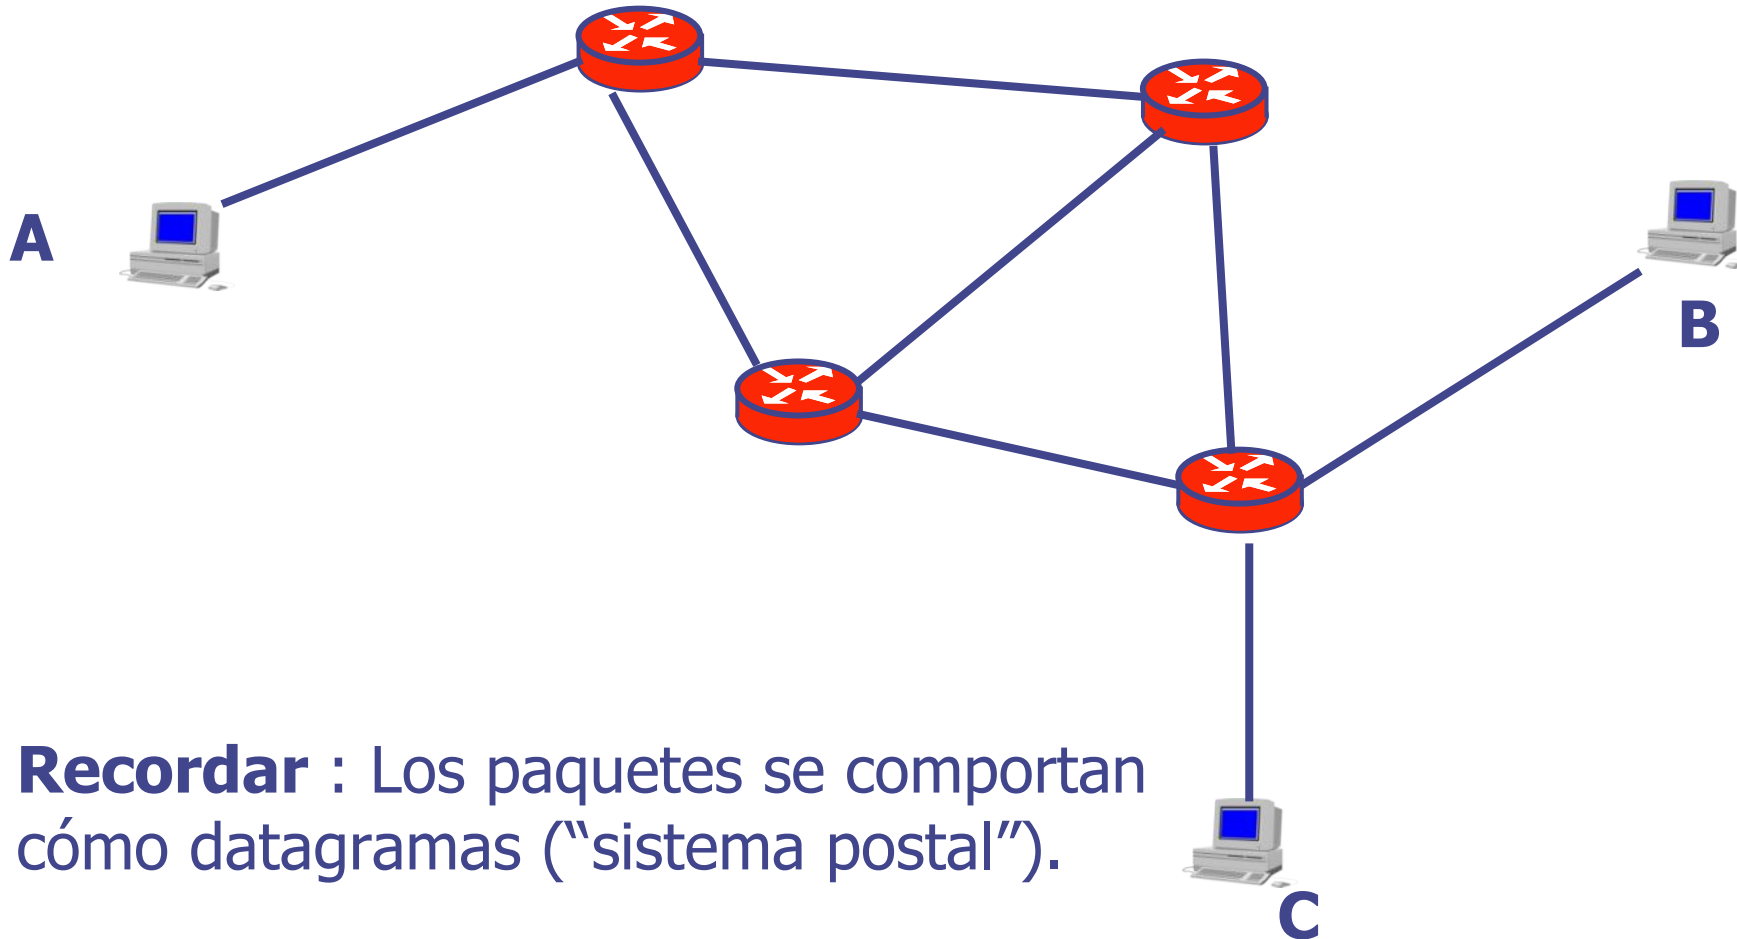 A
B
Recordar : Los paquetes se comportan
cómo datagramas (“sistema postal”).
C